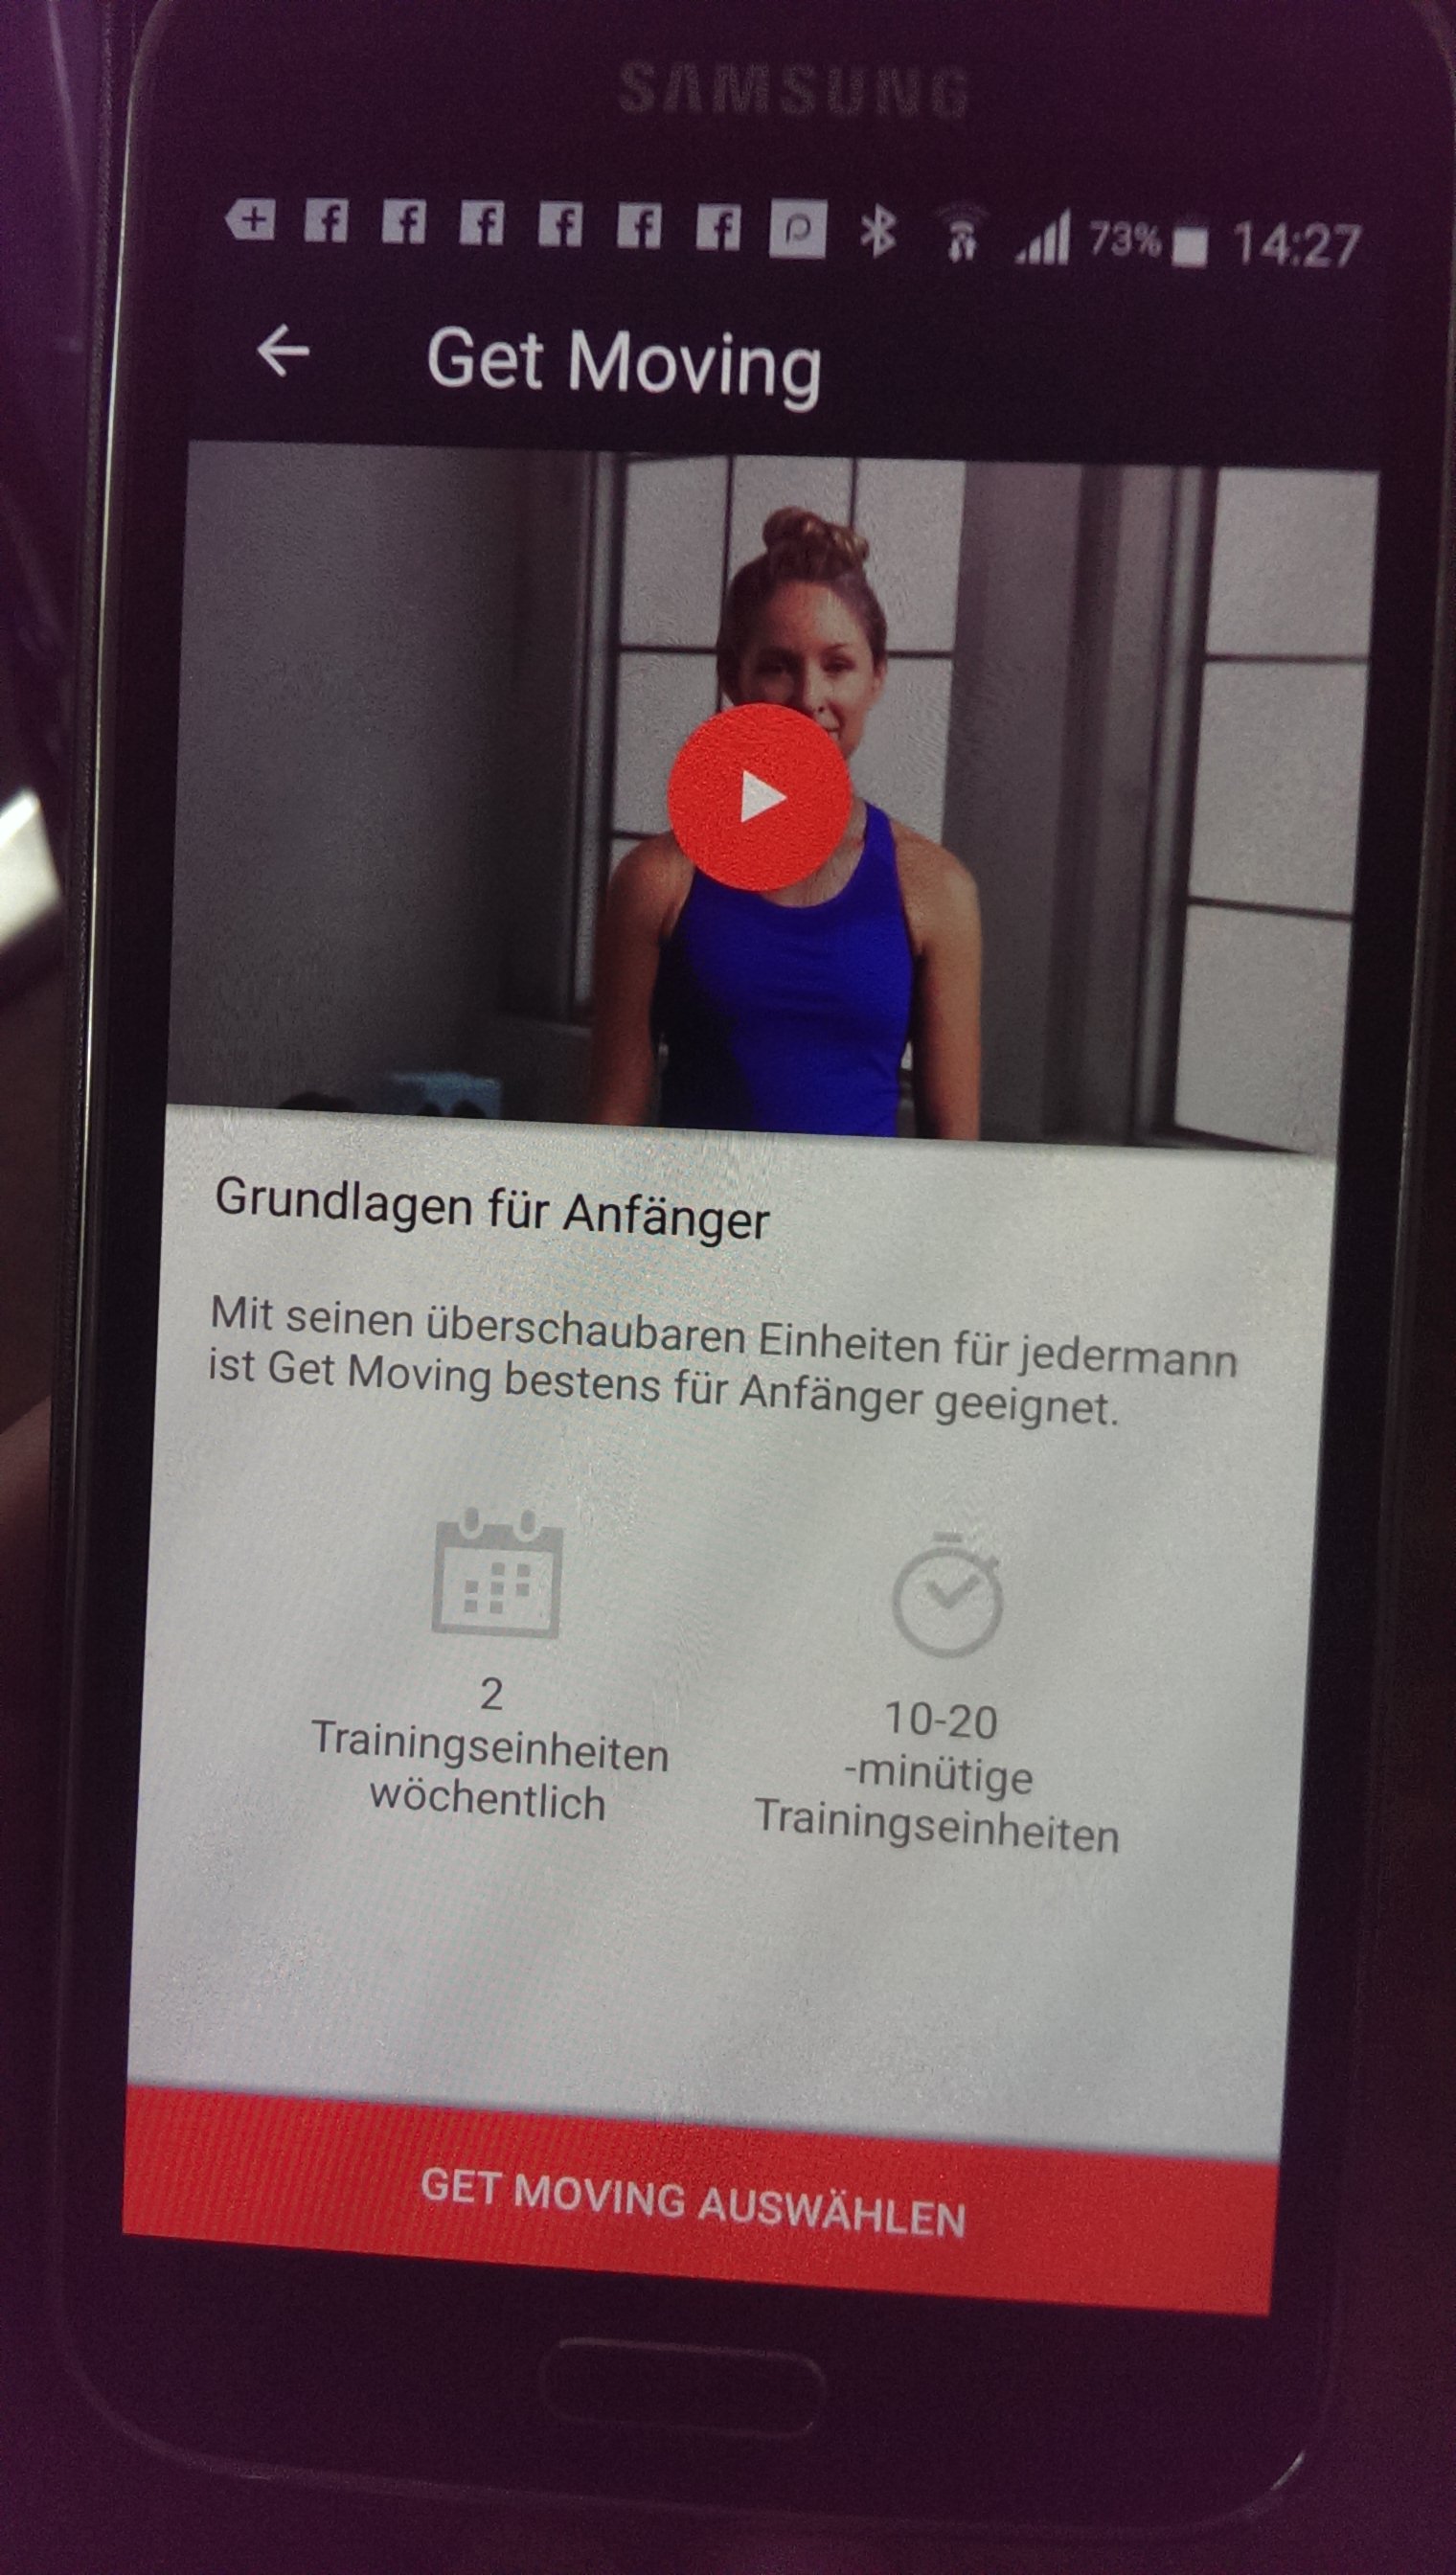 SAMSUNG
73% 14:27
Get Moving
Grundlagen für Anfänger
Mit seinen überschaubaren Einheiten für jedermann
ist Get Moving bestens für Anfänger geeignet.
2
Trainingseinheiten
wöchentlich
10-20
-minütige
Trainingseinheiten
GET MOVING AUSWÄHLEN